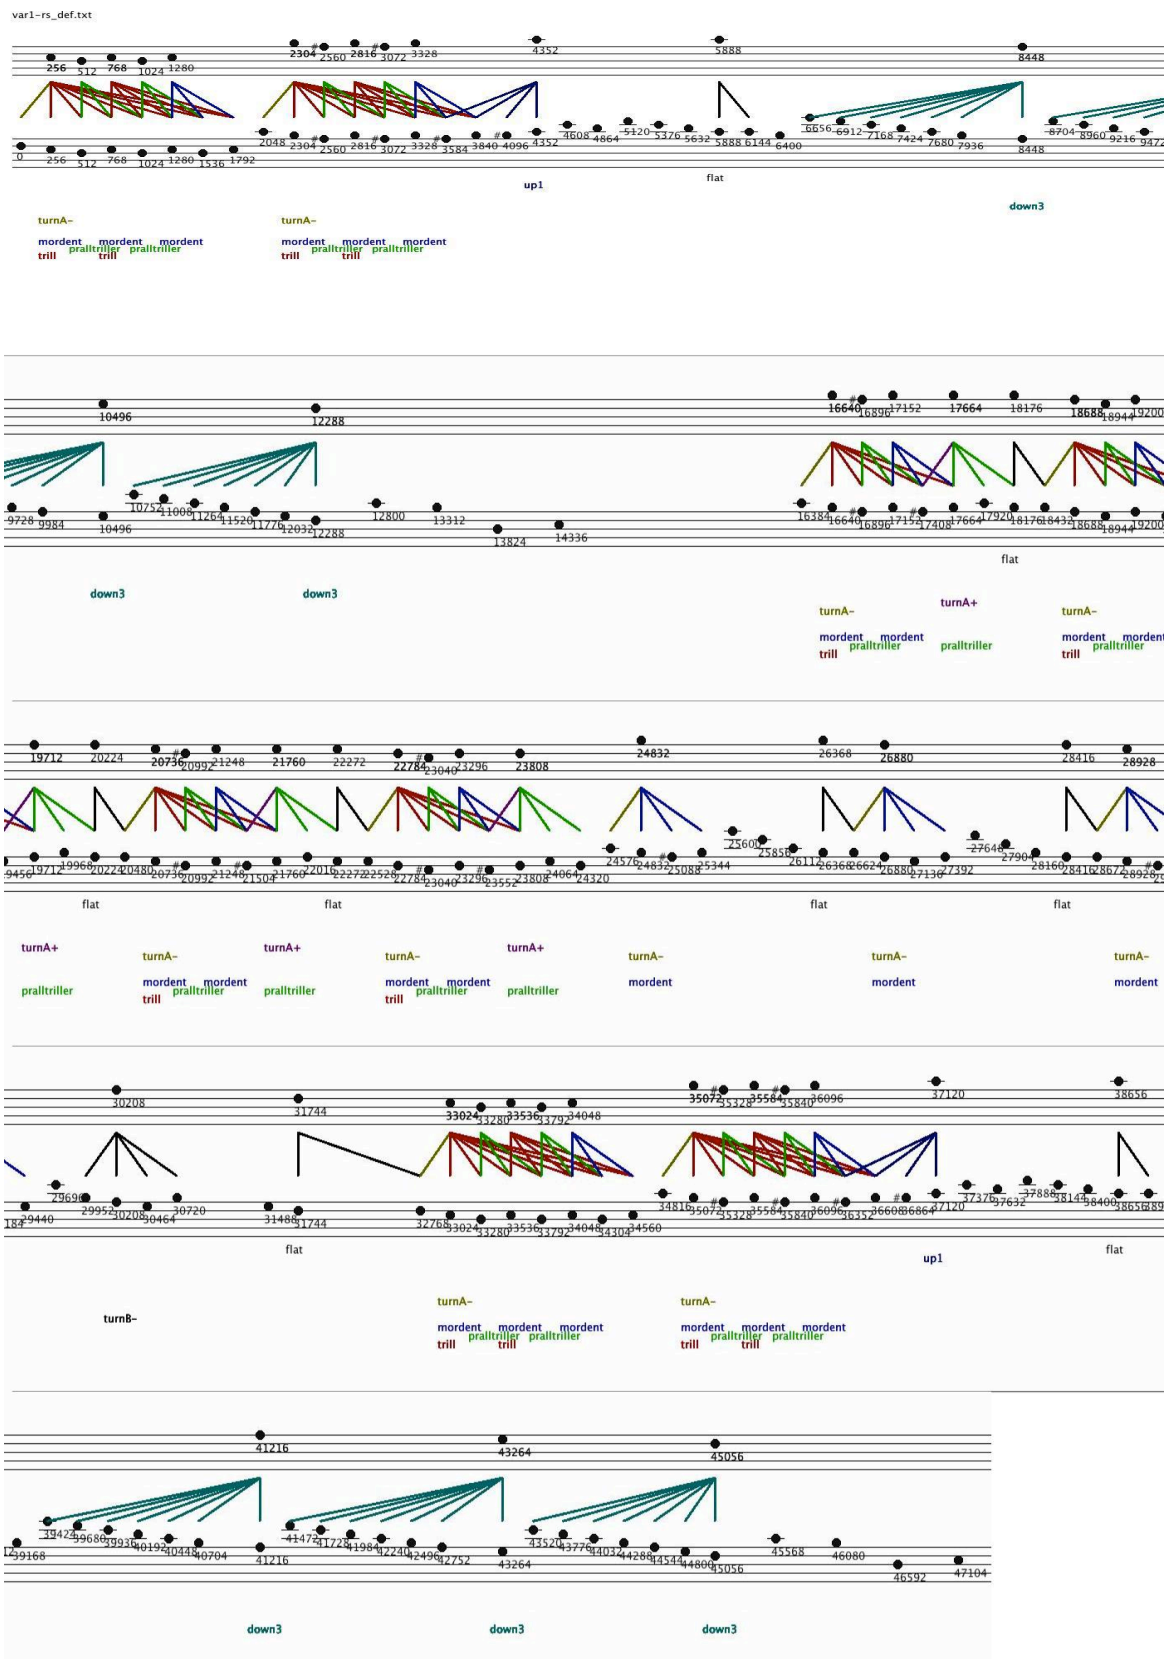 var1-rs_def.txt
2304 # 2560 2816 # 3072 3328 4352 5888 8448
256 512 768 1024 1280
6656 6912 7168 7424 7680 7936 8704 8960 9216 9472
2048 2304 # 2560 2816 # 3072 3328 # 3584 3840 # 4096 4352 4608 4864 5120 5376 5632 5888 6144 6400 8448
0 256 512 768 1024 1280 1536 1792
up1 flat
down3
turnA- turnA-
mordent mordent mordent mordent mordent mordent
pralltriller pralltriller pralltriller pralltriller
trill trill trill trill
10496 12288 16640 # 16896 17152 17664 18176 18688 18944 19200
9728 9984 10496 10752 11008 11264 11520 11776 12032 12288 12800 13312 13824 14336 16384 16640 # 16896 17152 # 17408 17664 17920 18176 18432 18688 18944 19200
flat
down3 down3
turnA- turnA+ turnA-
mordent mordent mordent mordent
pralltriller pralltriller pralltriller
trill trill
19712 20224 20736 # 20992 21248 21760 22272 22784 # 23040 23296 23808 24832 26368 26880 28416 28928
19456 19712 19968 20224 20480 20736 # 20992 21248 # 21504 21760 22016 22272 22528 22784 # 23040 23296 # 23552 23808 24064 24320 24576 24832 # 25088 25344 25600 25856 26112 26368 26624 26880 27136 27392 27648 27904 28160 28416 28672 28928 #
flat flat flat flat
turnA+ turnA- turnA+ turnA- turnA+ turnA- turnA- turnA-
mordent mordent mordent mordent mordent mordent mordent
pralltriller pralltriller pralltriller pralltriller pralltriller
trill trill
30208 31744 33024 33280 33536 33792 34048 35072 # 35328 35584 # 35840 36096 37120 38656
184 29440 29696 29952 30208 30464 30720 31488 31744 32768 33024 33280 33536 33792 34048 34304 34560 34816 35072 # 35328 35584 # 35840 36096 # 36352 36608 # 36864 37120 37376 37632 37888 38144 38400 38656 389
flat flat
up1
turnA- turnA-
turnB-
mordent mordent mordent mordent mordent mordent
pralltriller pralltriller pralltriller pralltriller
trill trill trill trill
41216 43264 45056
39168 39424 39680 39936 40192 40448 40704 41216 41472 41728 41984 42240 42496 42752 43264 43520 43776 44032 44288 44544 44800 45056 45568 46080 46592 47104
down3 down3 down3